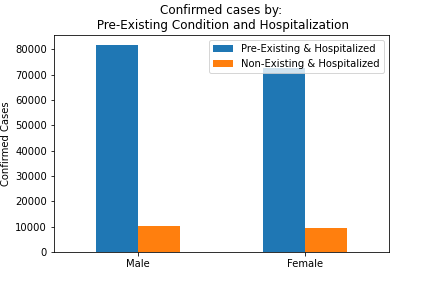 Confirmed cases by:
Pre-Existing Condition and Hospitalization
Pre-Existing & Hospitalized
Non-Existing & Hospitalized
Confirmed Cases
80000
70000
60000
50000
40000
30000
20000
10000
0
Male
Female